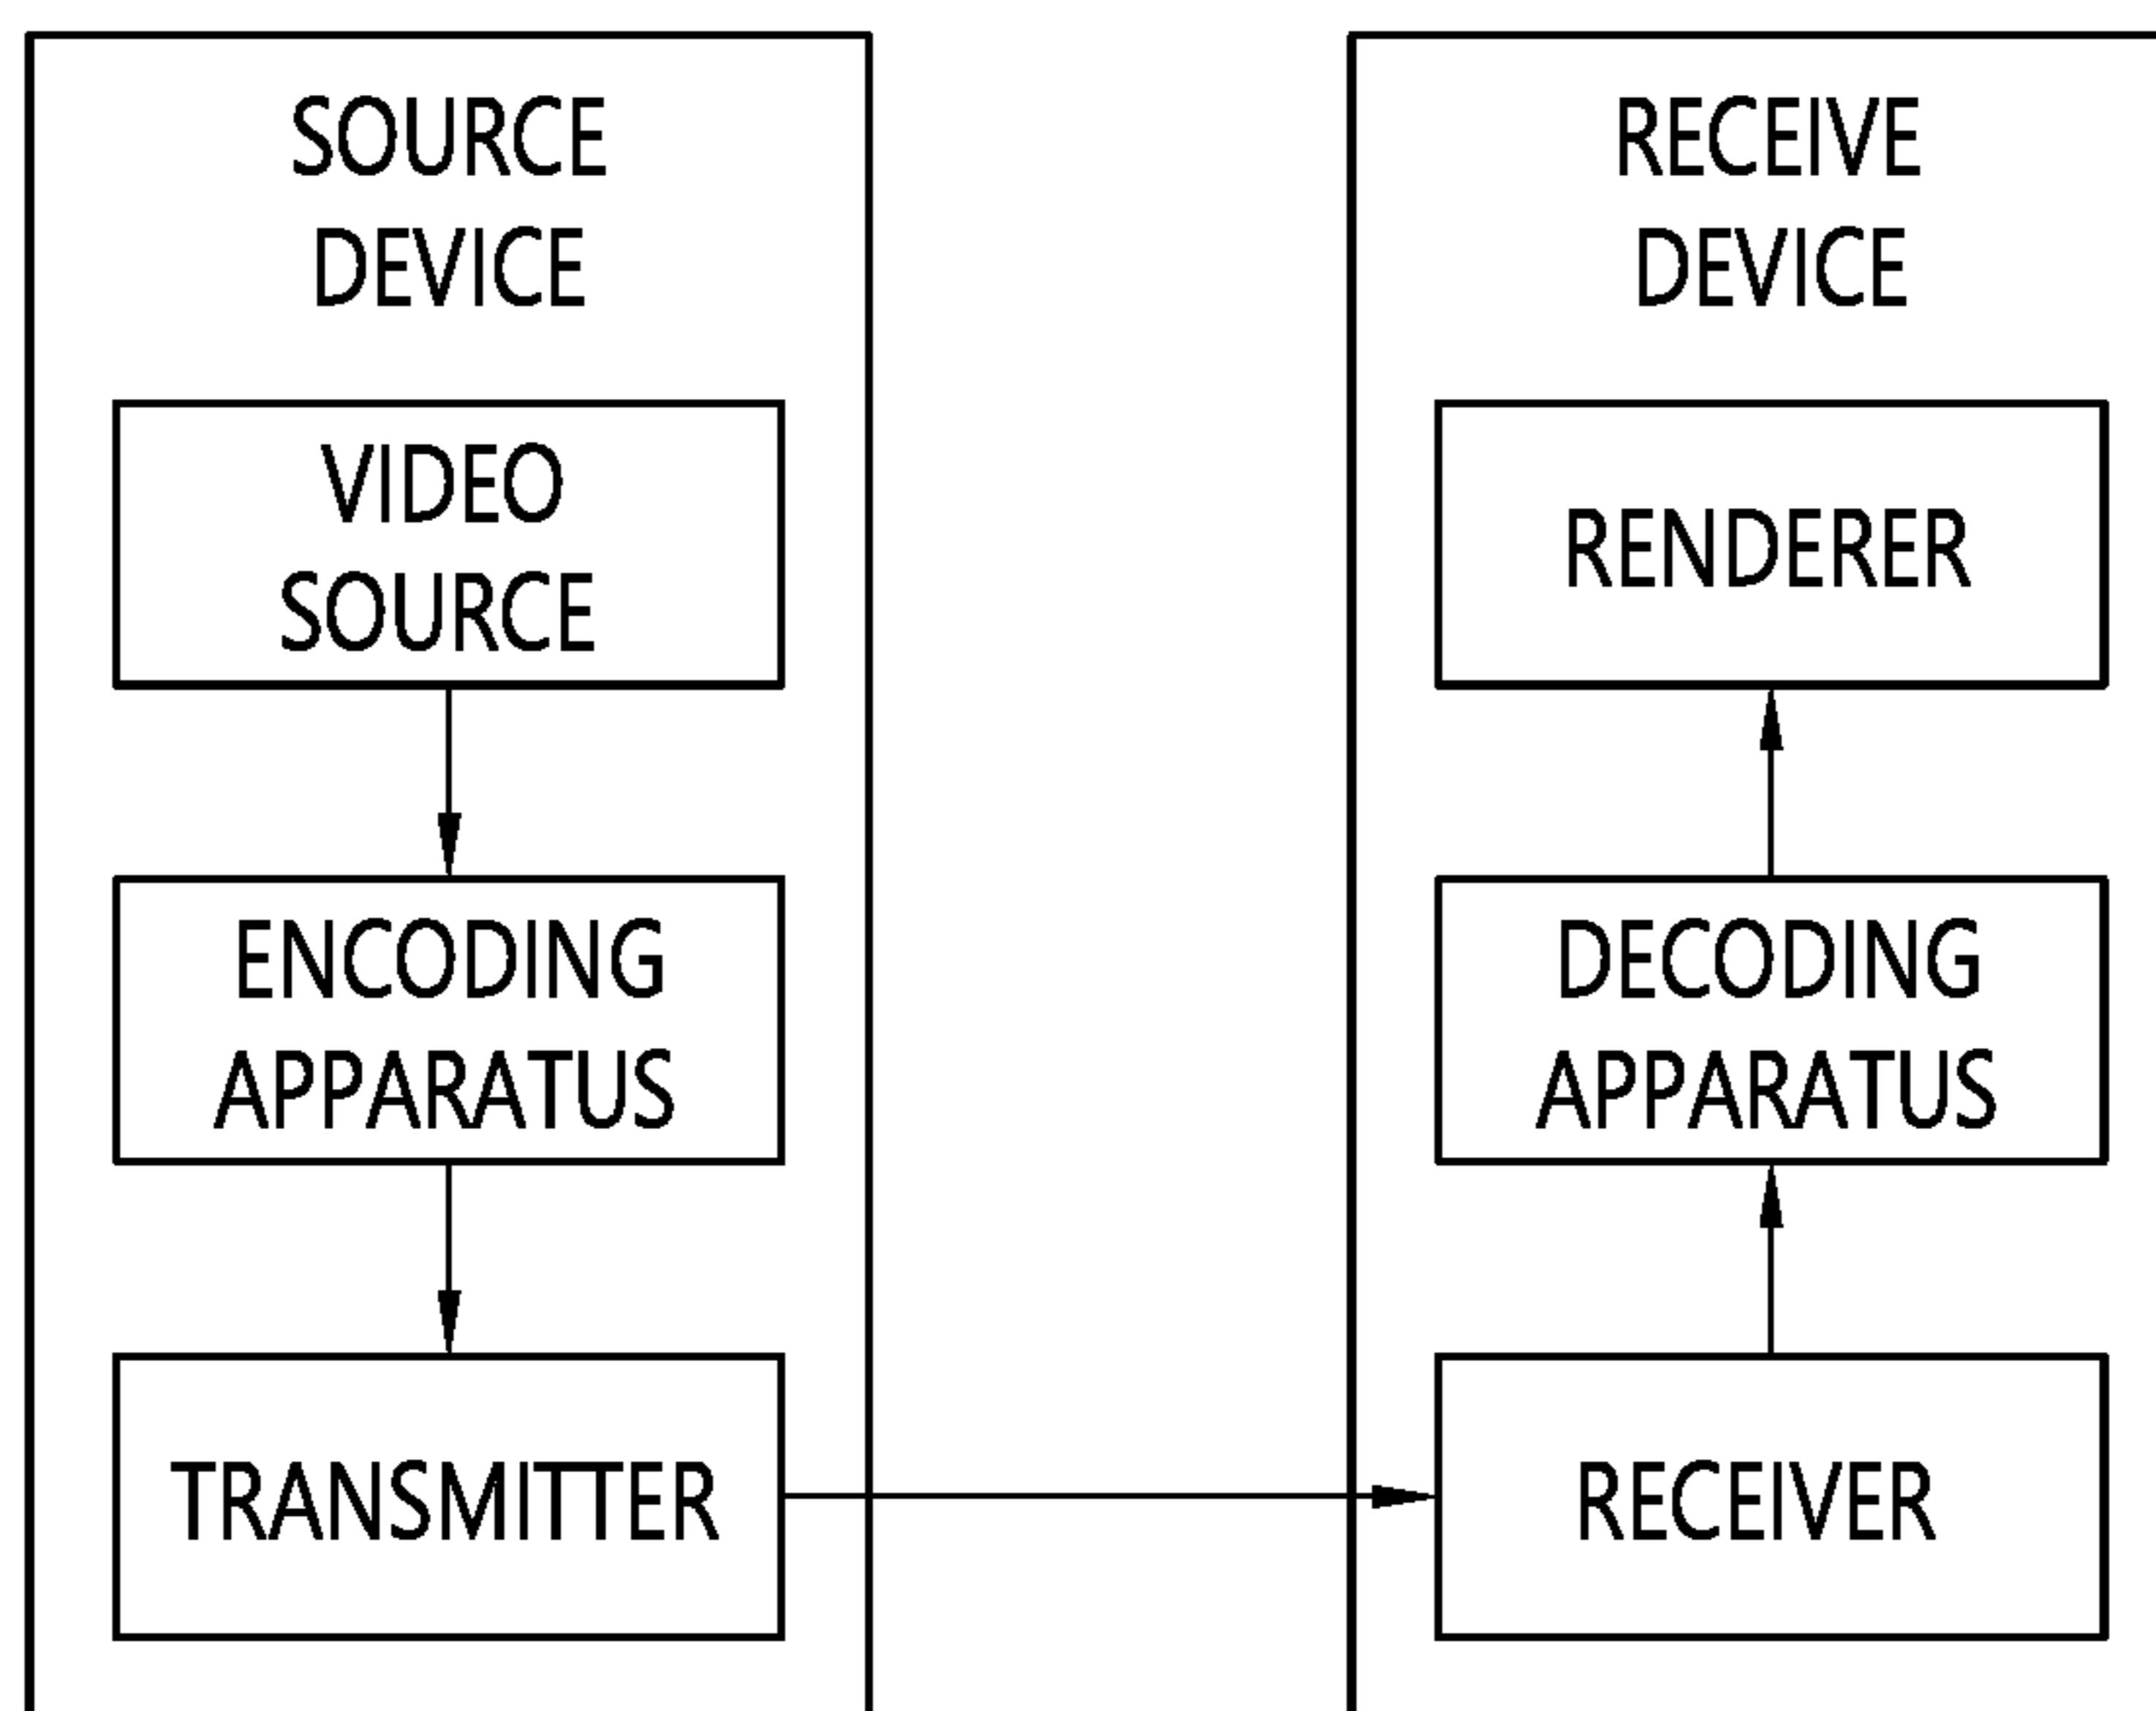 SOURCE
DEVICE
VIDEO
SOURCE
ENCODING
APPARATUS
TRANSMITTER
RECEIVE
DEVICE
RENDERER
DECODING
APPARATUS
RECEIVER